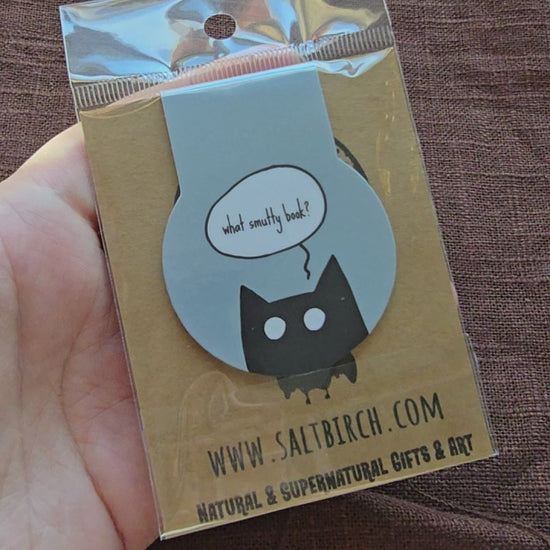 what smutty book?
WWW.SALTBIRCH.COM
NATURAL & SUPERNATURAL GIFTS & ART